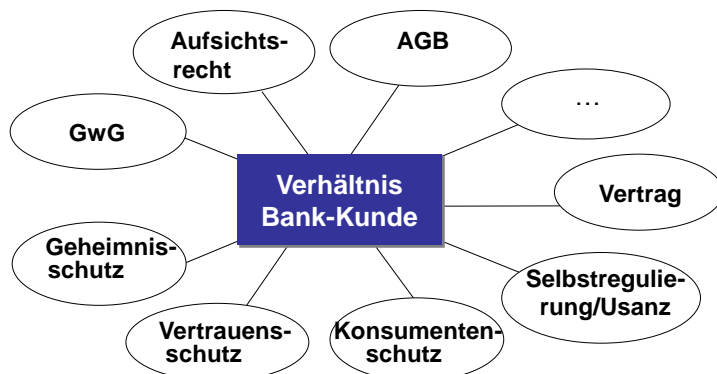 Aufsichts-
recht
AGB
...
GwG
Verhältnis
Bank-Kunde
Vertrag
Geheimnis-
schutz
Selbstregulie-
rung/Usanz
Vertrauens-
schutz
Konsumenten-
schutz